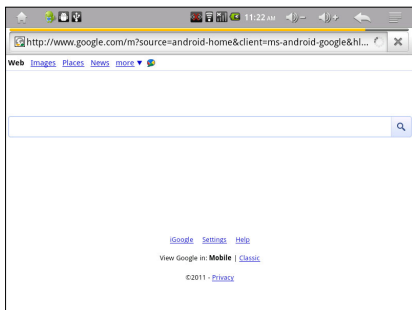 11:22 AM
http://www.google.com/m?source=android-home&client=ms-android-google&hl...
Web Images Places News more ▼
iGoogle Settings Help
View Google in: Mobile | Classic
©2011 - Privacy